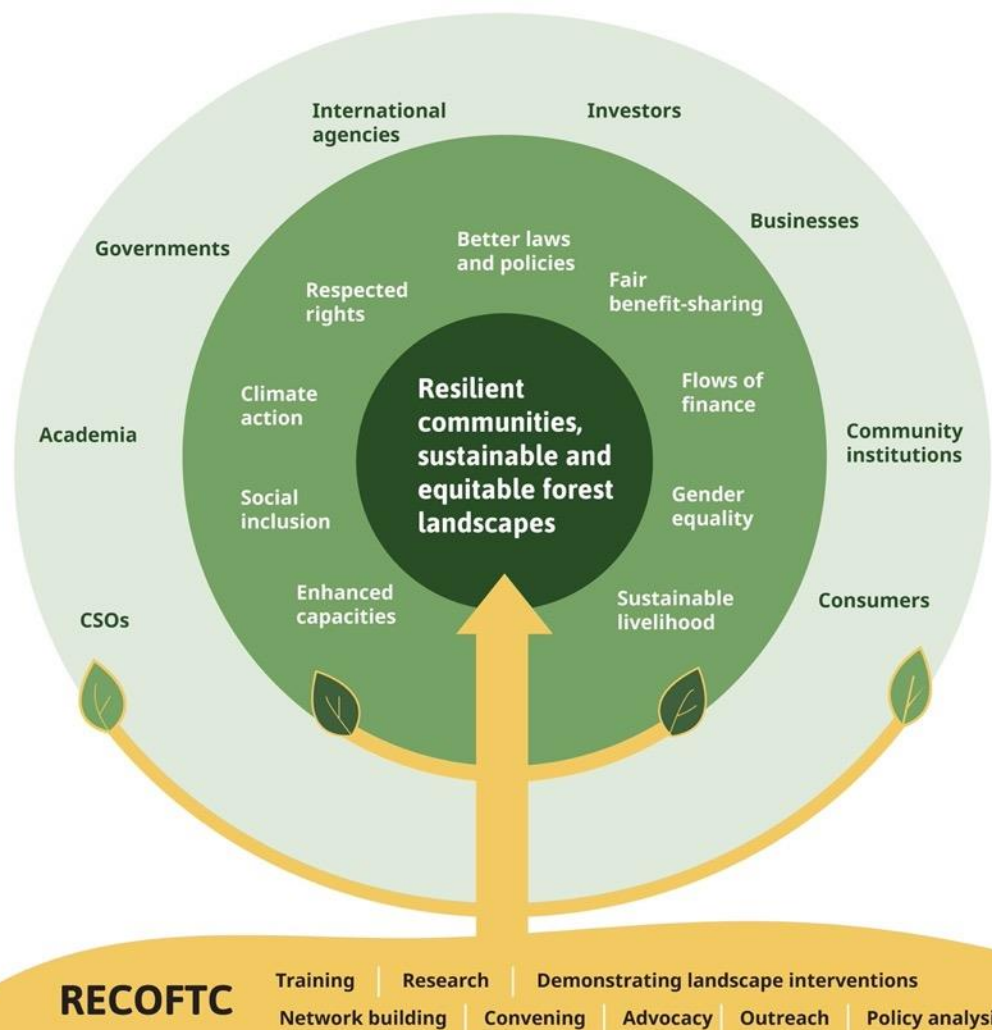 International
agencies
Investors
Governments
Businesses
Better laws
and policies
Respected
rights
Fair
benefit-sharing
Climate
action
Flows of
finance
Resilient
communities,
sustainable and
equitable forest
landscapes
Academia
Community
institutions
Social
inclusion
Gender
equality
Enhanced
capacities
Sustainable
livelihood
CSOs
Consumers
RECOFTC
Training | Research | Demonstrating landscape interventions
Network building | Convening | Advocacy | Outreach | Policy analysi